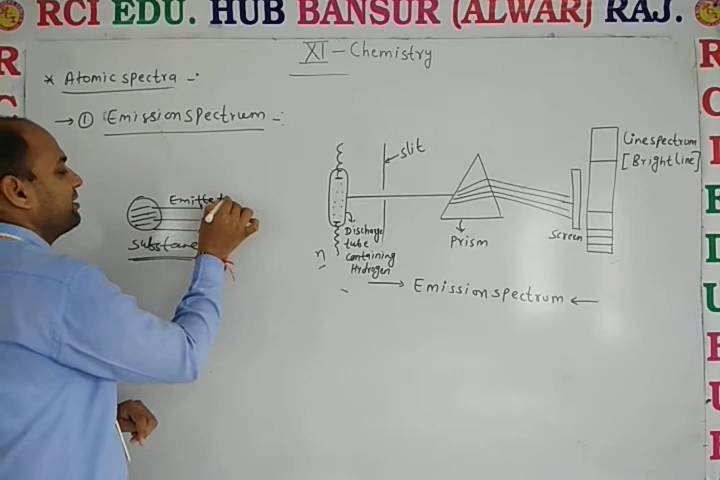 RCI EDU. HUB BANSUR (ALWAR) RAJ.
XI - Chemistry
* Atomic spectra -:
→ ① Emission spectrum -:
slit
Line spectrum
[Bright line]
Emitted
Substance
Discharge
tube
containing
Hydrogen
Prism
Screen
→ Emission spectrum ←